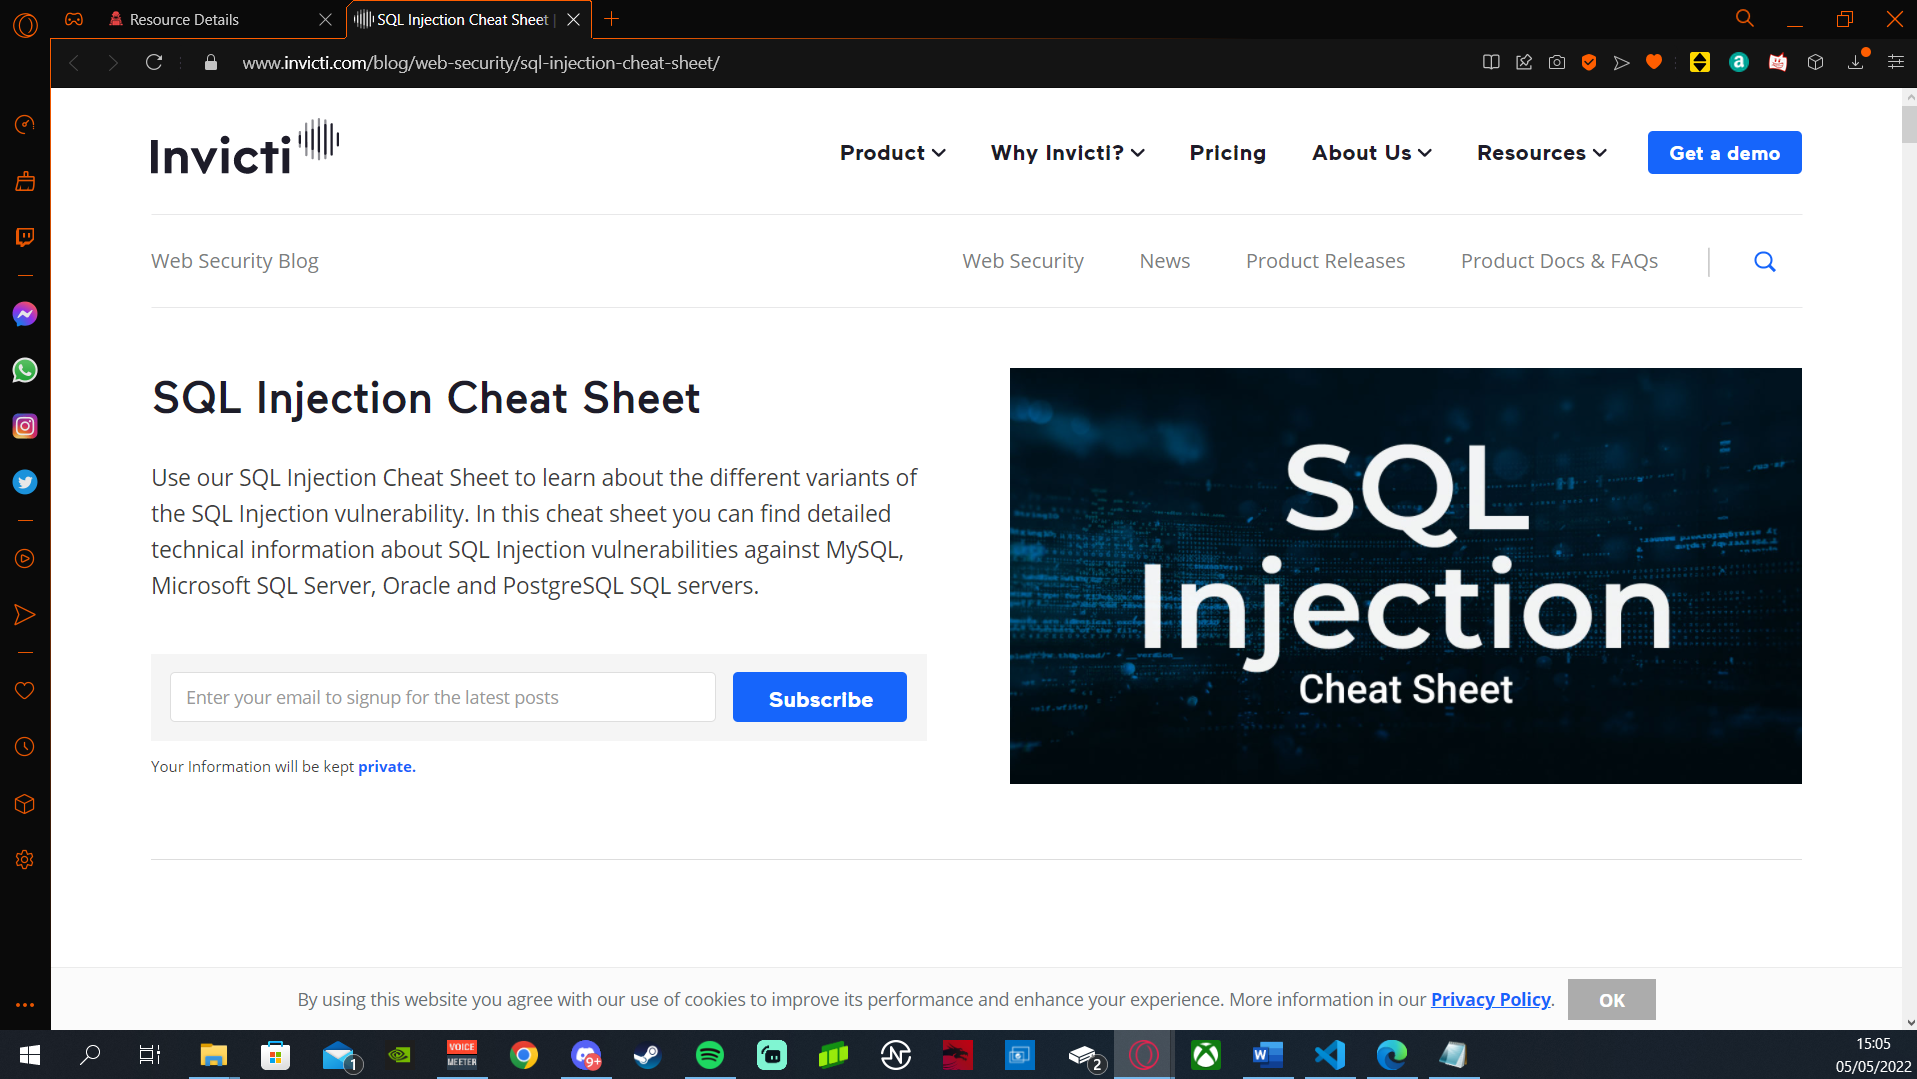 Resource Details
SQL Injection Cheat Sheet |
www.invicti.com/blog/web-security/sql-injection-cheat-sheet/
Invicti
Product
Why Invicti?
Pricing
About Us
Resources
Get a demo
Web Security Blog
Web Security
News
Product Releases
Product Docs & FAQs
SQL Injection Cheat Sheet
Use our SQL Injection Cheat Sheet to learn about the different variants of
the SQL Injection vulnerability. In this cheat sheet you can find detailed
technical information about SQL Injection vulnerabilities against MySQL,
Microsoft SQL Server, Oracle and PostgreSQL SQL servers.
Enter your email to signup for the latest posts
Subscribe
Your Information will be kept private.
SQL
Injection
Cheat Sheet
By using this website you agree with our use of cookies to improve its performance and enhance your experience. More information in our Privacy Policy.
OK
1
VOICE
MEETER
9+
2
15:05
05/05/2022